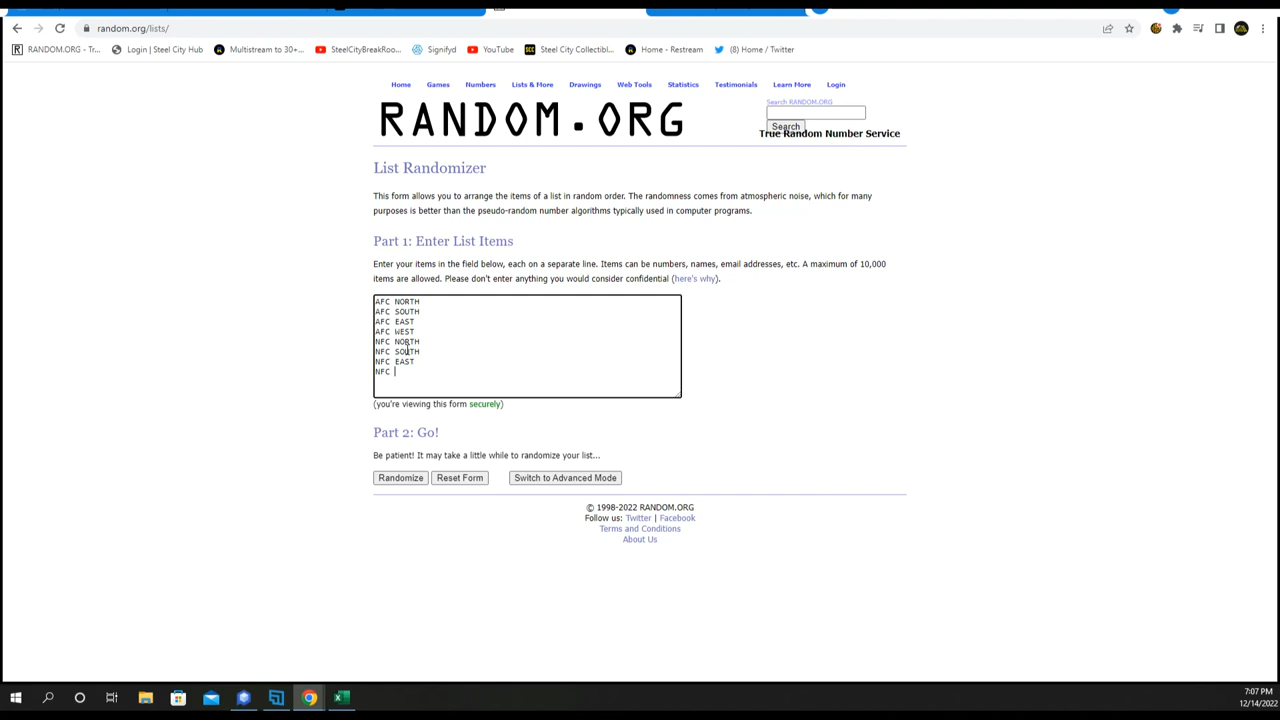 random.org/lists/
RANDOM.ORG - Tr... Login | Steel City Hub Multistream to 30+... SteelCityBreakRoo... Signifyd YouTube Steel City Collectibl... Home - Restream (8) Home / Twitter
Home Games Numbers Lists & More Drawings Web Tools Statistics Testimonials Learn More Login
Search RANDOM.ORG
RANDOM.ORG
Search
True Random Number Service
List Randomizer
This form allows you to arrange the items of a list in random order. The randomness comes from atmospheric noise, which for many
purposes is better than the pseudo-random number algorithms typically used in computer programs.
Part 1: Enter List Items
Enter your items in the field below, each on a separate line. Items can be numbers, names, email addresses, etc. A maximum of 10,000
items are allowed. Please don't enter anything you would consider confidential (here's why).
AFC NORTH
AFC SOUTH
AFC EAST
AFC WEST
NFC NORTH
NFC SOUTH
NFC EAST
NFC
(you're viewing this form securely)
Part 2: Go!
Be patient! It may take a little while to randomize your list...
Randomize Reset Form Switch to Advanced Mode
© 1998-2022 RANDOM.ORG
Follow us: Twitter | Facebook
Terms and Conditions
About Us
7:07 PM
12/14/2022